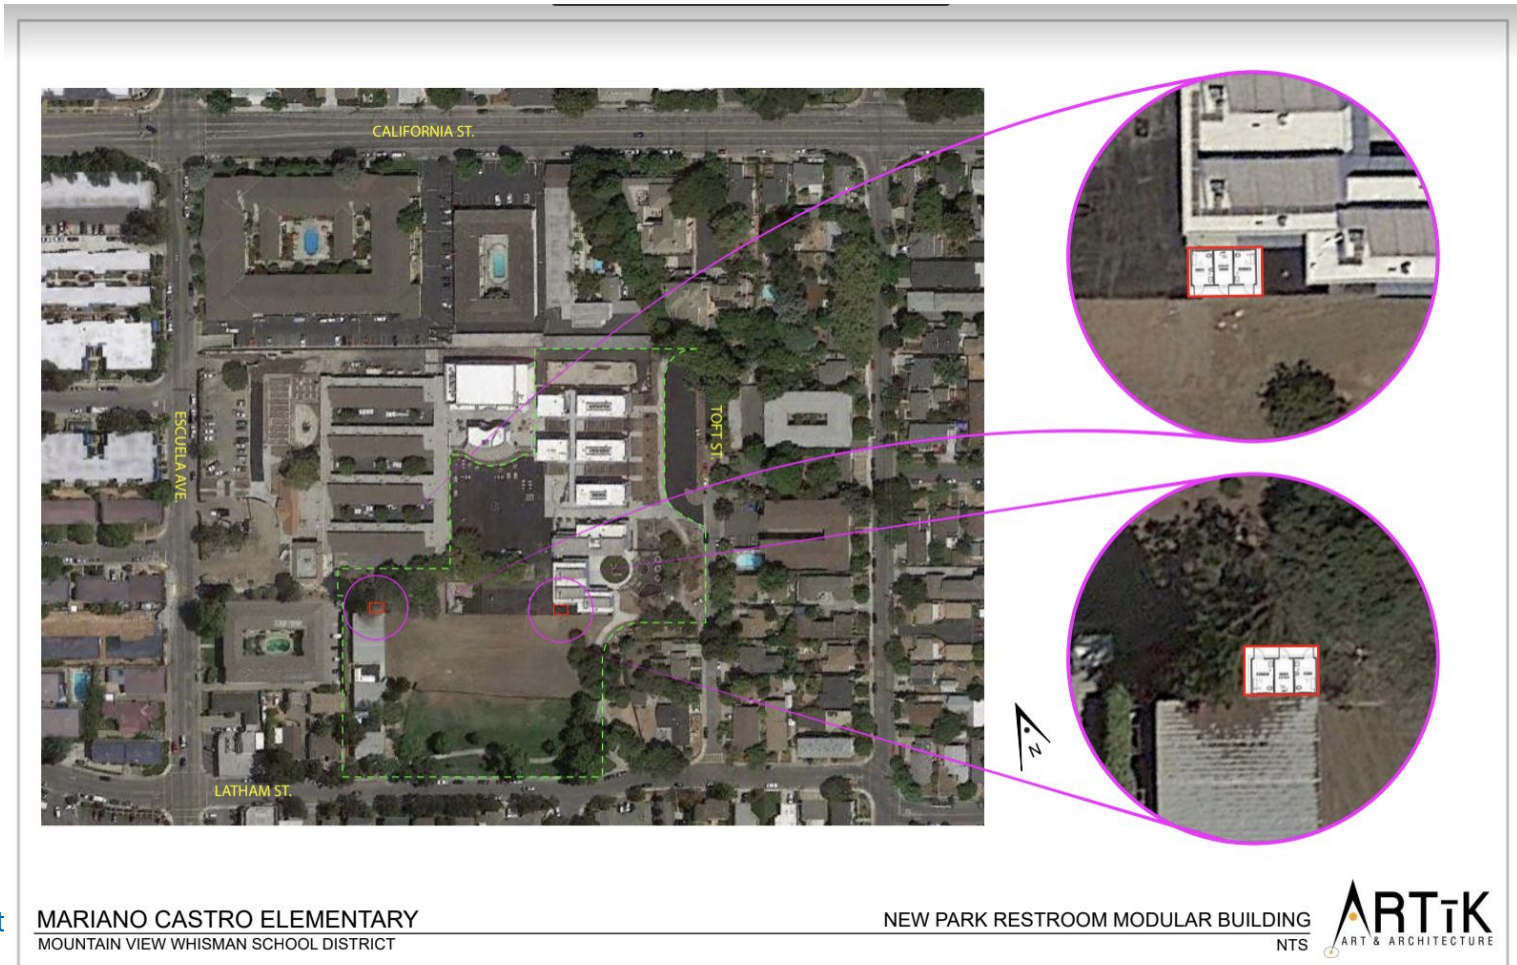 CALIFORNIA ST.
ESCUELA AVE.
TOFT ST.
LATHAM ST.
N
t
MARIANO CASTRO ELEMENTARY
MOUNTAIN VIEW WHISMAN SCHOOL DISTRICT
NEW PARK RESTROOM MODULAR BUILDING
NTS
ARTiK
ART & ARCHITECTURE